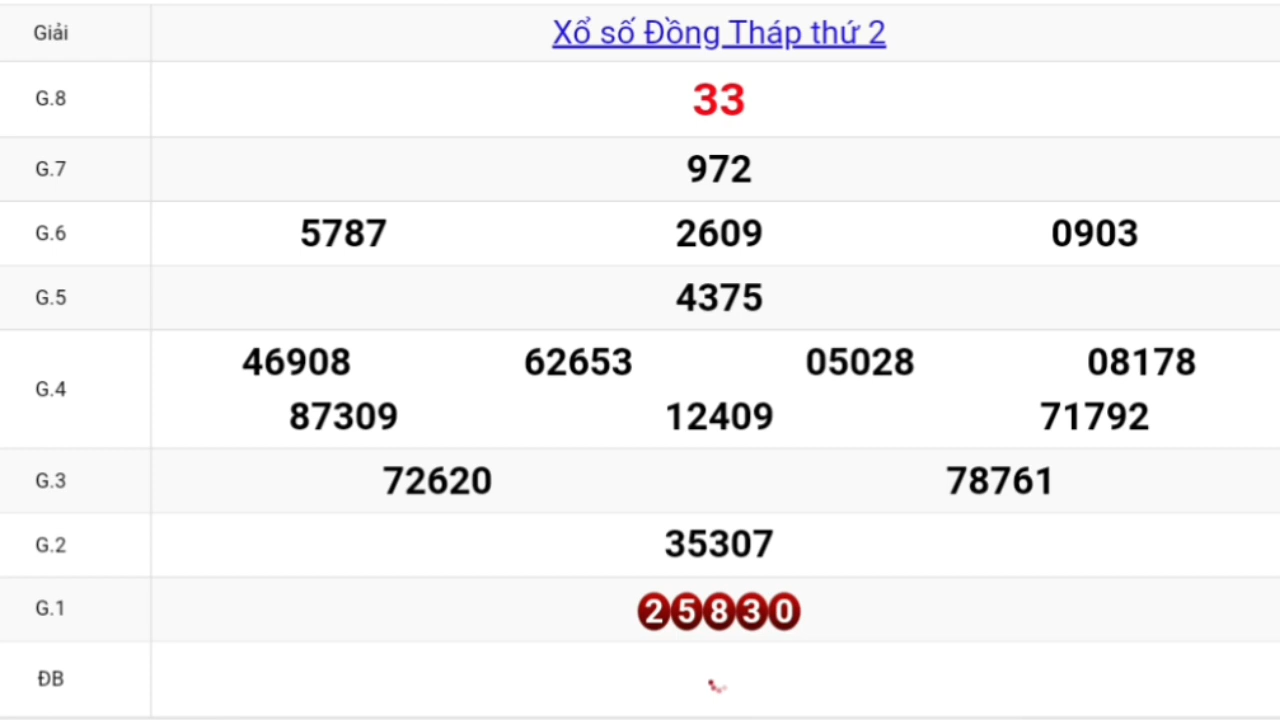 Giải Xổ số Đồng Tháp thứ 2
G.8 33
G.7 972
G.6 5787 2609 0903
G.5 4375
G.4 46908 62653 05028 08178
87309 12409 71792
G.3 72620 78761
G.2 35307
G.1 25830
ĐB